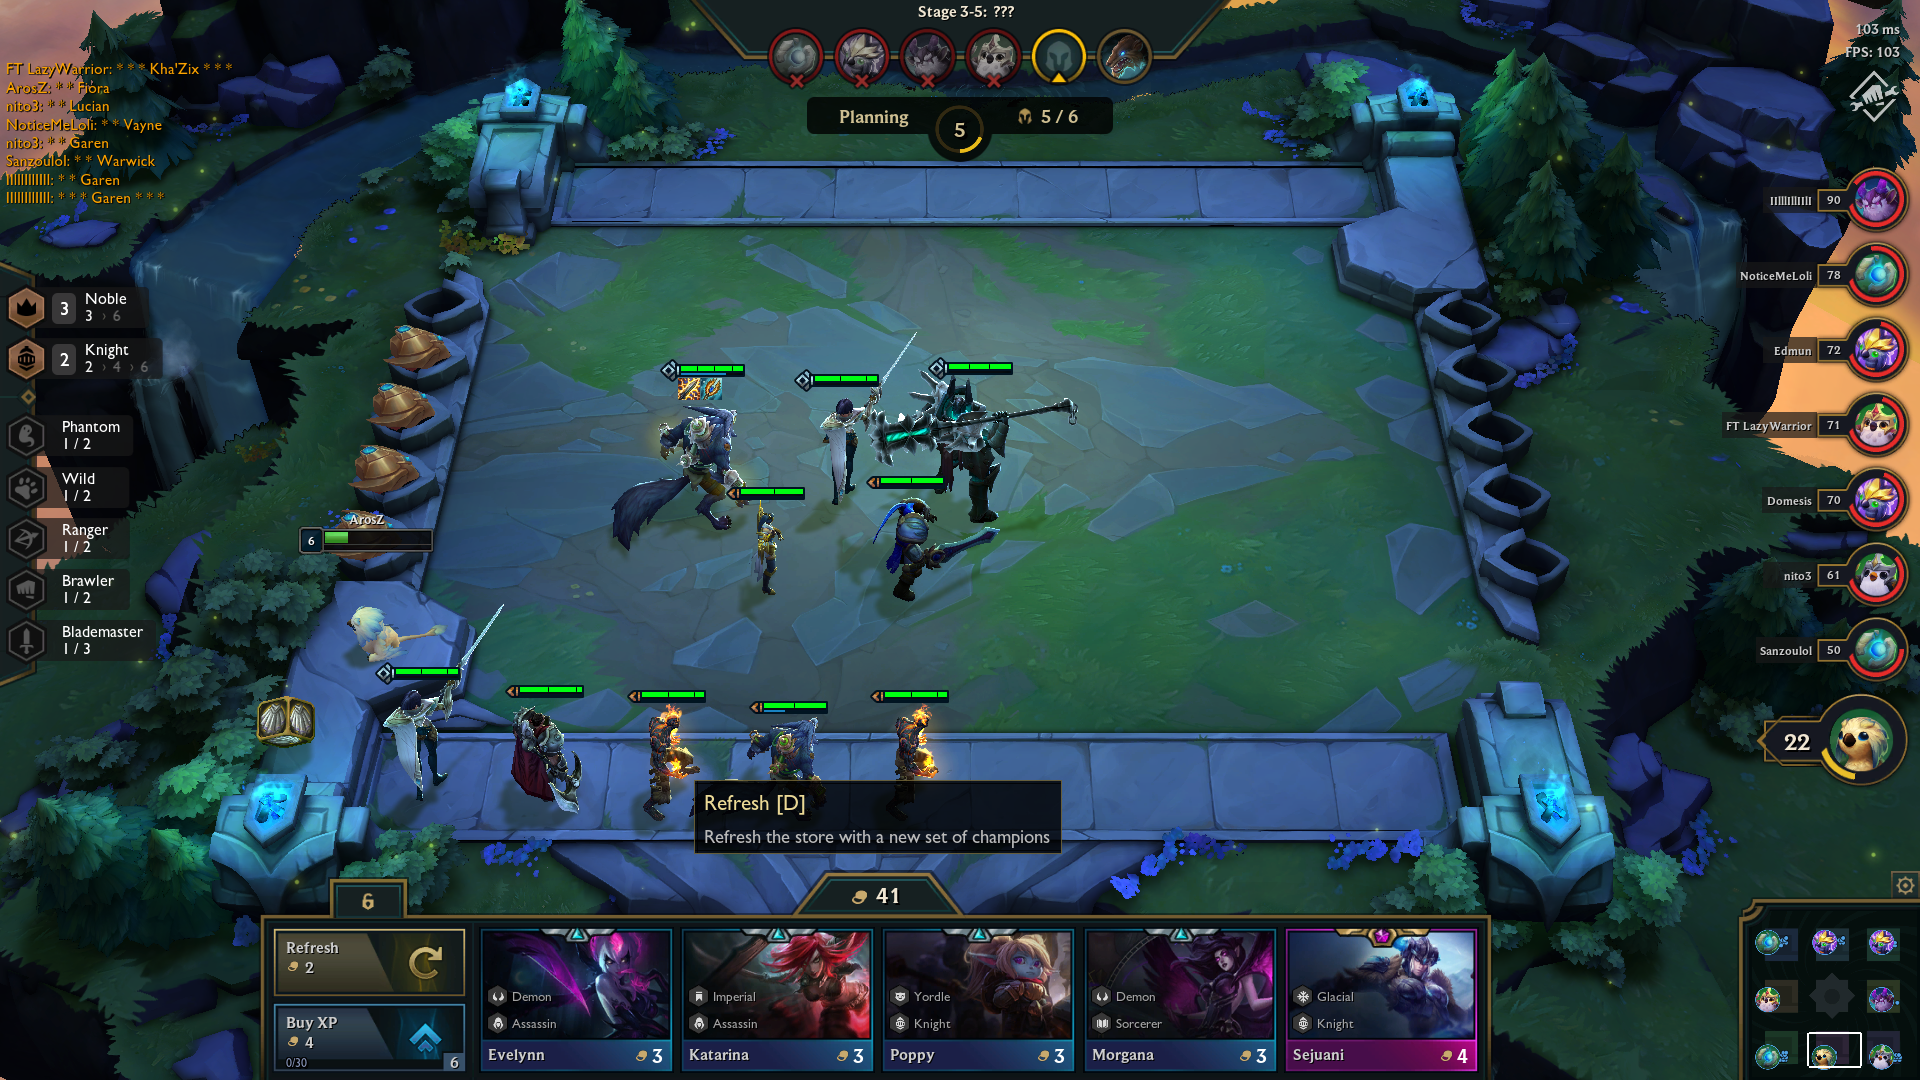 Stage 3-5: ???
103 ms
FPS: 103
FT LazyWarrior: * * * Kha'Zix * * *
ArosZ: * * Fiora
nito3: * * Lucian
NoticeMeLoli: * * Vayne
nito3: * * Garen
Sanzoulol: * * Warwick
IIIIIIIIIIII: * * Garen
IIIIIIIIIIII: * * * Garen * * *
Planning
5
5 / 6
3
Noble
3 › 6
2
Knight
2 › 4 › 6
Phantom
1 / 2
Wild
1 / 2
Ranger
1 / 2
Brawler
1 / 2
Blademaster
1 / 3
ArosZ
6
90
NoticeMeLoli 78
Edmun 72
FT LazyWarrior 71
Domesis 70
nito3 61
Sanzoulol 50
22
Refresh [D]
Refresh the store with a new set of champions
6
41
Refresh
2
Buy XP
4
0/30
6
Demon
Assassin
Evelynn 3
Imperial
Assassin
Katarina 3
Yordle
Knight
Poppy 3
Demon
Sorcerer
Morgana 3
Glacial
Knight
Sejuani 4